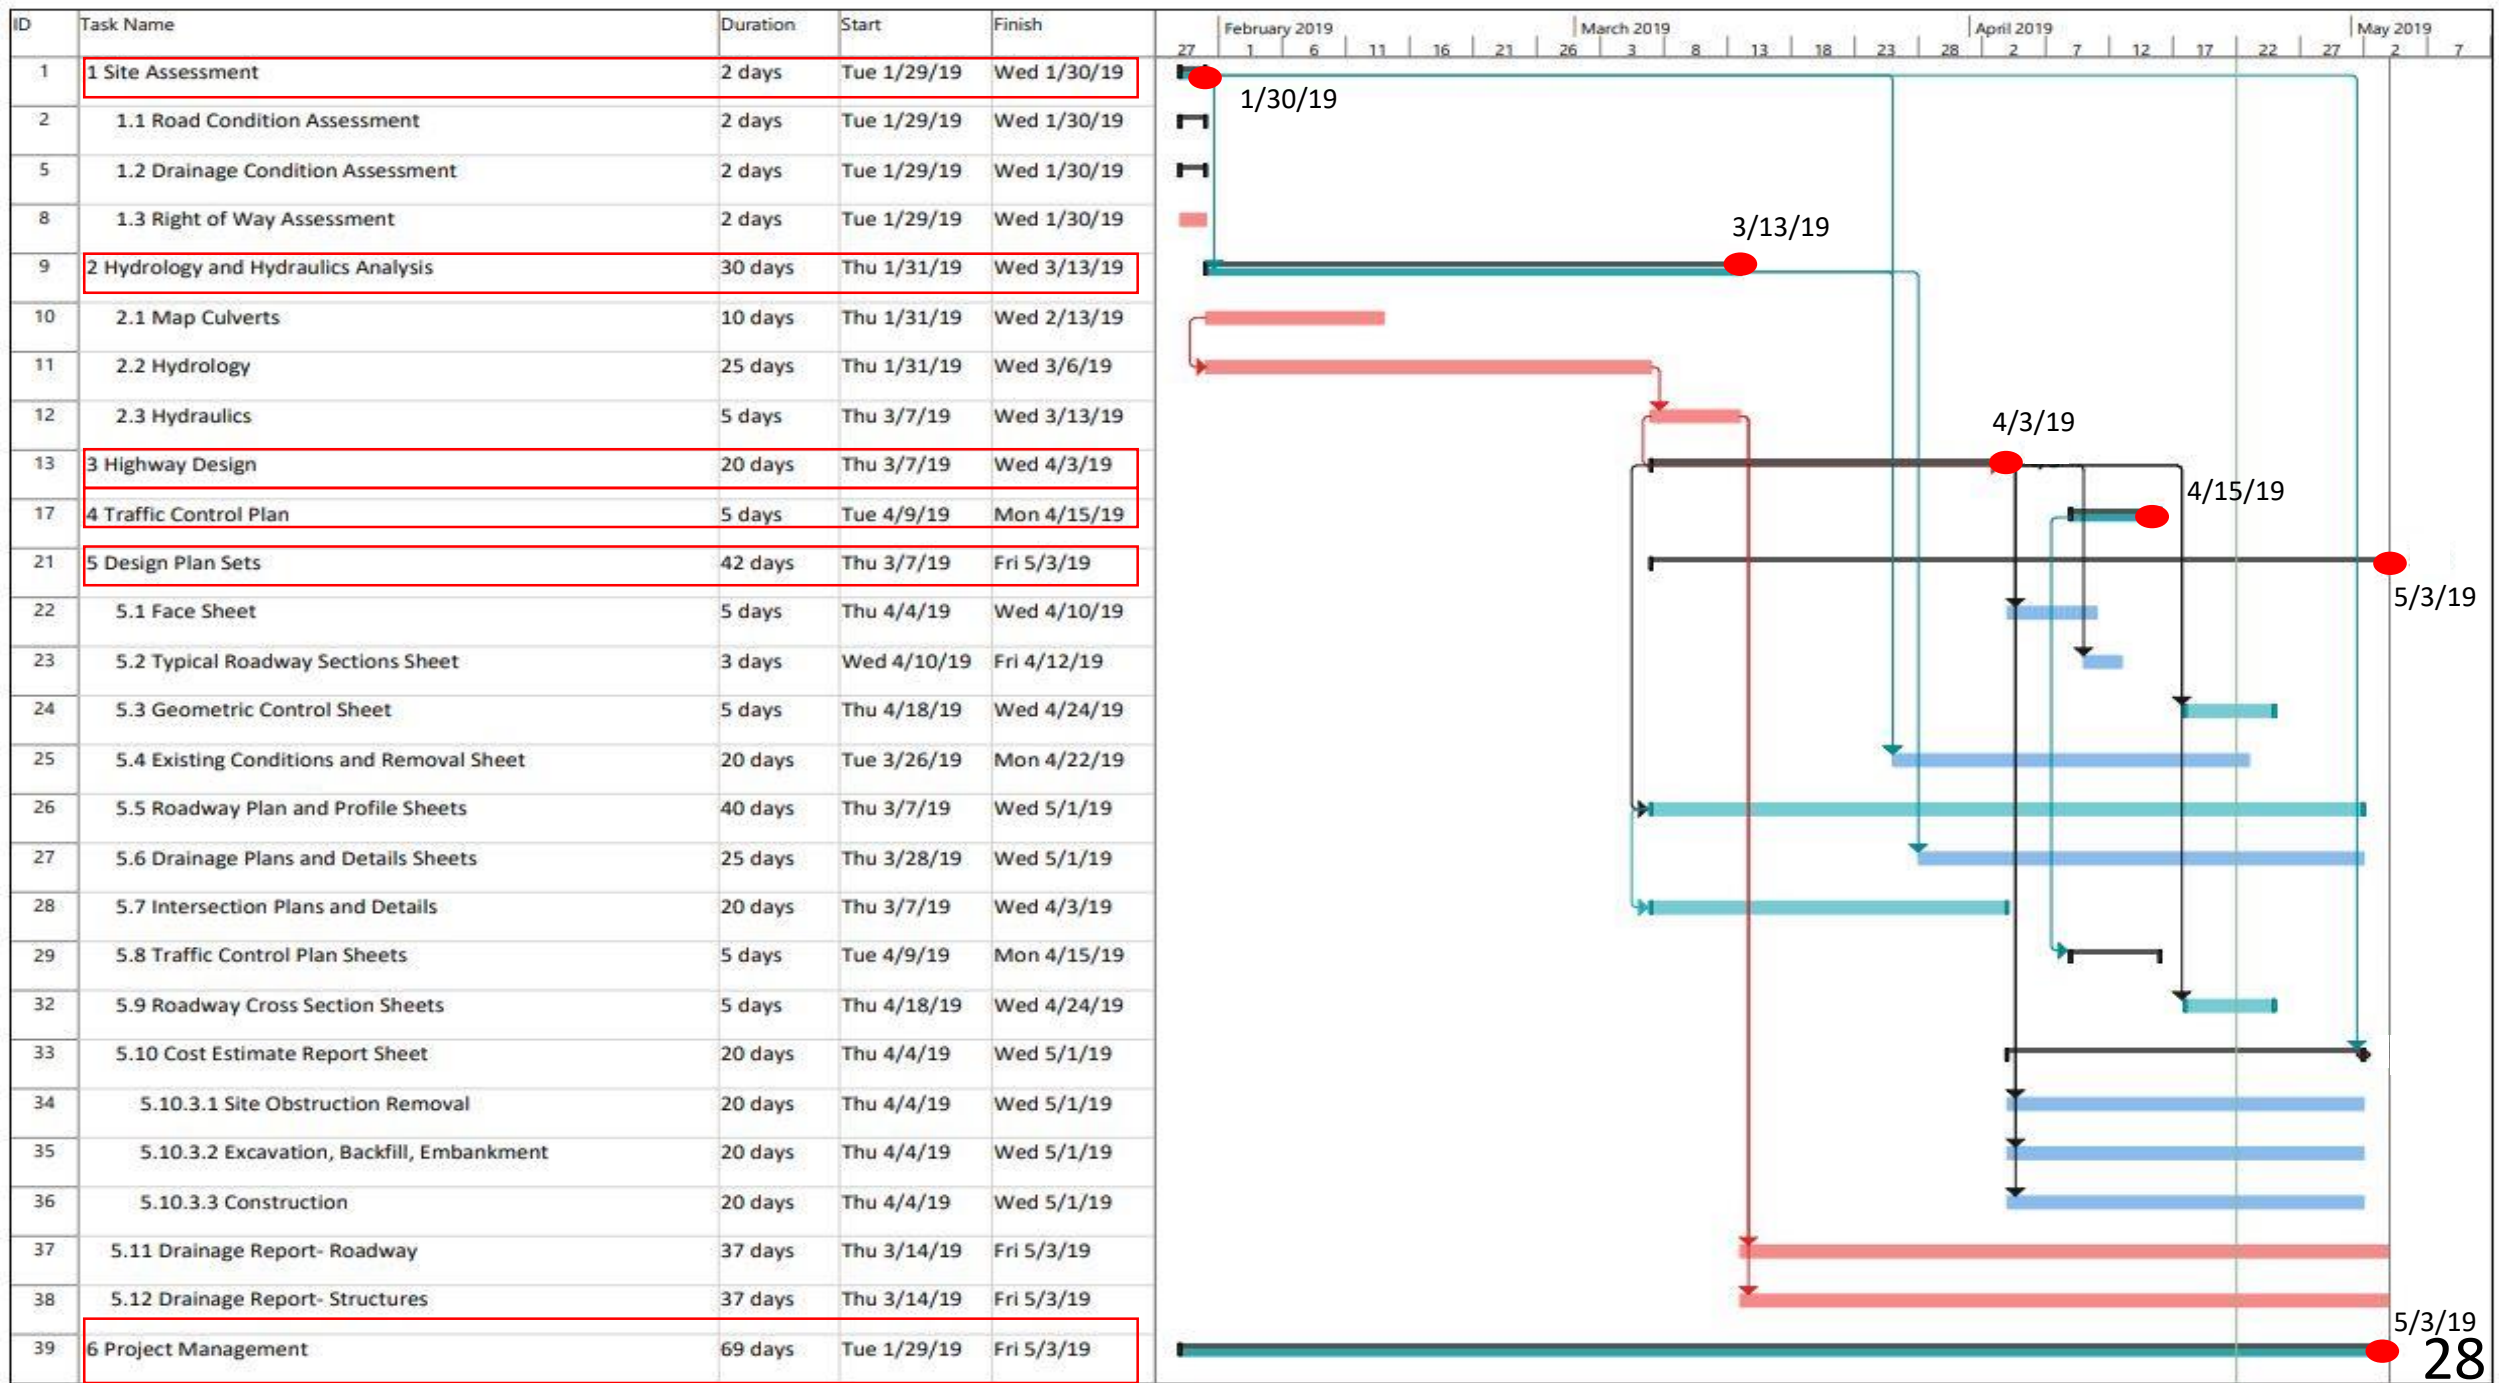 ID Task Name Duration Start Finish
February 2019 March 2019 April 2019 May 2019
27 1 6 11 16 21 26 3 8 13 18 23 28 2 7 12 17 22 27 2 7
1 1 Site Assessment 2 days Tue 1/29/19 Wed 1/30/19
1/30/19
2 1.1 Road Condition Assessment 2 days Tue 1/29/19 Wed 1/30/19
5 1.2 Drainage Condition Assessment 2 days Tue 1/29/19 Wed 1/30/19
8 1.3 Right of Way Assessment 2 days Tue 1/29/19 Wed 1/30/19
3/13/19
9 2 Hydrology and Hydraulics Analysis 30 days Thu 1/31/19 Wed 3/13/19
10 2.1 Map Culverts 10 days Thu 1/31/19 Wed 2/13/19
11 2.2 Hydrology 25 days Thu 1/31/19 Wed 3/6/19
12 2.3 Hydraulics 5 days Thu 3/7/19 Wed 3/13/19
4/3/19
13 3 Highway Design 20 days Thu 3/7/19 Wed 4/3/19
4/15/19
17 4 Traffic Control Plan 5 days Tue 4/9/19 Mon 4/15/19
21 5 Design Plan Sets 42 days Thu 3/7/19 Fri 5/3/19
5/3/19
22 5.1 Face Sheet 5 days Thu 4/4/19 Wed 4/10/19
23 5.2 Typical Roadway Sections Sheet 3 days Wed 4/10/19 Fri 4/12/19
24 5.3 Geometric Control Sheet 5 days Thu 4/18/19 Wed 4/24/19
25 5.4 Existing Conditions and Removal Sheet 20 days Tue 3/26/19 Mon 4/22/19
26 5.5 Roadway Plan and Profile Sheets 40 days Thu 3/7/19 Wed 5/1/19
27 5.6 Drainage Plans and Details Sheets 25 days Thu 3/28/19 Wed 5/1/19
28 5.7 Intersection Plans and Details 20 days Thu 3/7/19 Wed 4/3/19
29 5.8 Traffic Control Plan Sheets 5 days Tue 4/9/19 Mon 4/15/19
32 5.9 Roadway Cross Section Sheets 5 days Thu 4/18/19 Wed 4/24/19
33 5.10 Cost Estimate Report Sheet 20 days Thu 4/4/19 Wed 5/1/19
34 5.10.3.1 Site Obstruction Removal 20 days Thu 4/4/19 Wed 5/1/19
35 5.10.3.2 Excavation, Backfill, Embankment 20 days Thu 4/4/19 Wed 5/1/19
36 5.10.3.3 Construction 20 days Thu 4/4/19 Wed 5/1/19
37 5.11 Drainage Report- Roadway 37 days Thu 3/14/19 Fri 5/3/19
38 5.12 Drainage Report- Structures 37 days Thu 3/14/19 Fri 5/3/19
5/3/19
39 6 Project Management 69 days Tue 1/29/19 Fri 5/3/19
28